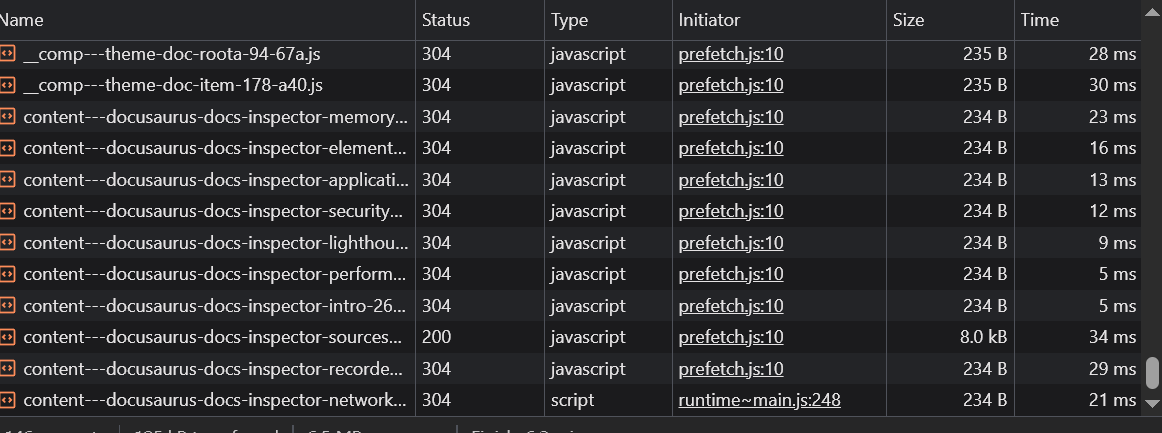 Name Status Type Initiator Size Time
__comp---theme-doc-roota-94-67a.js 304 javascript prefetch.js:10 235 B 28 ms
__comp---theme-doc-item-178-a40.js 304 javascript prefetch.js:10 235 B 30 ms
content---docusaurus-docs-inspector-memory... 304 javascript prefetch.js:10 234 B 23 ms
content---docusaurus-docs-inspector-element... 304 javascript prefetch.js:10 234 B 16 ms
content---docusaurus-docs-inspector-applicati... 304 javascript prefetch.js:10 234 B 13 ms
content---docusaurus-docs-inspector-security... 304 javascript prefetch.js:10 234 B 12 ms
content---docusaurus-docs-inspector-lighthou... 304 javascript prefetch.js:10 234 B 9 ms
content---docusaurus-docs-inspector-perform... 304 javascript prefetch.js:10 234 B 5 ms
content---docusaurus-docs-inspector-intro-26... 304 javascript prefetch.js:10 234 B 5 ms
content---docusaurus-docs-inspector-sources... 200 javascript prefetch.js:10 8.0 kB 34 ms
content---docusaurus-docs-inspector-recorde... 304 javascript prefetch.js:10 234 B 29 ms
content---docusaurus-docs-inspector-network... 304 script runtime~main.js:248 234 B 21 ms